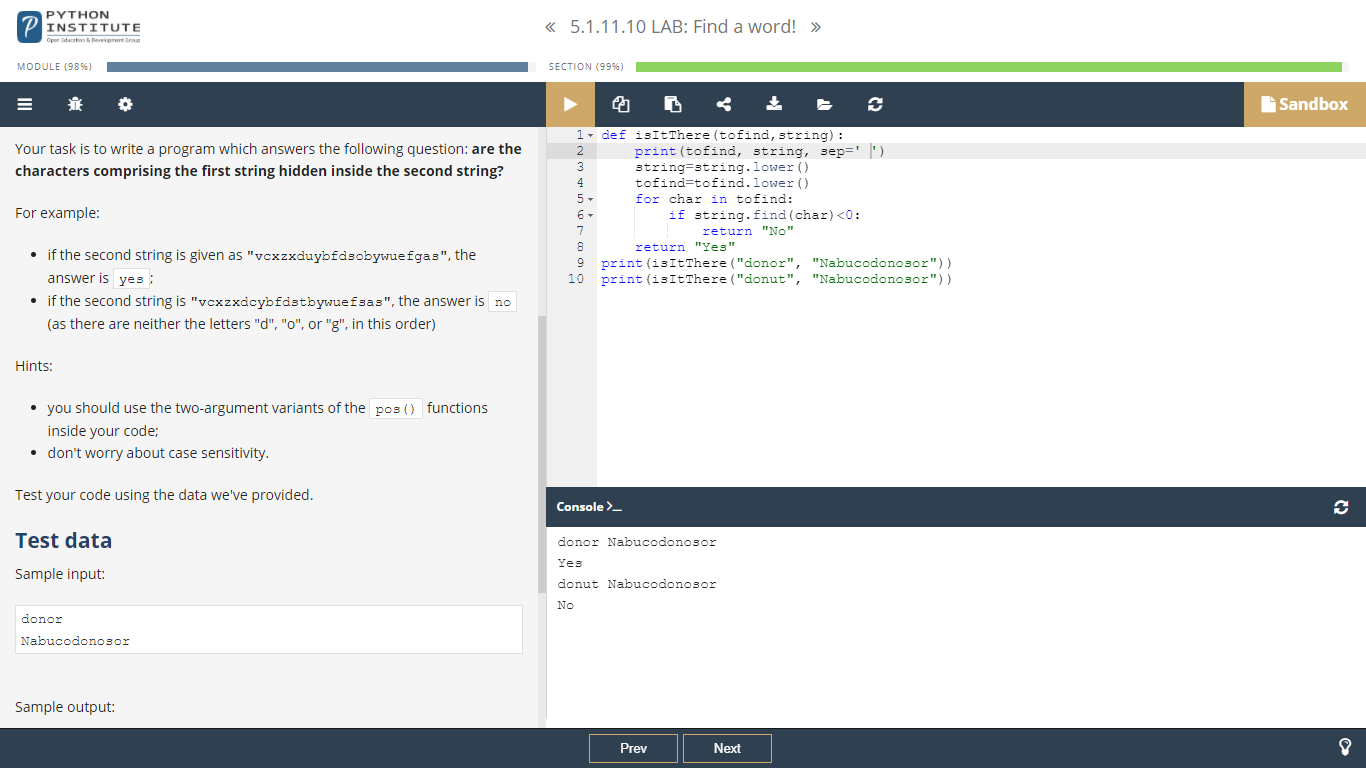 PYTHON
INSTITUTE
Open Education & Development Group
« 5.1.11.10 LAB: Find a word! »
MODULE (98%)
SECTION (99%)
Sandbox
Your task is to write a program which answers the following question: are the
characters comprising the first string hidden inside the second string?
For example:
• if the second string is given as "vcxzxduybfdsobywuefgas", the
answer is yes;
• if the second string is "vcxzxdcybfdstbywuefsas", the answer is no
(as there are neither the letters "d", "o", or "g", in this order)
Hints:
• you should use the two-argument variants of the pos() functions
inside your code;
• don't worry about case sensitivity.
Test your code using the data we've provided.
Test data
Sample input:
donor
Nabucodonosor
Sample output:
1 def isItThere(tofind,string):
2     print(tofind, string, sep=' ')
3     string=string.lower()
4     tofind=tofind.lower()
5     for char in tofind:
6         if string.find(char)<0:
7             return "No"
8     return "Yes"
9 print(isItThere("donor", "Nabucodonosor"))
10 print(isItThere("donut", "Nabucodonosor"))
Console >_
donor Nabucodonosor
Yes
donut Nabucodonosor
No
Prev
Next